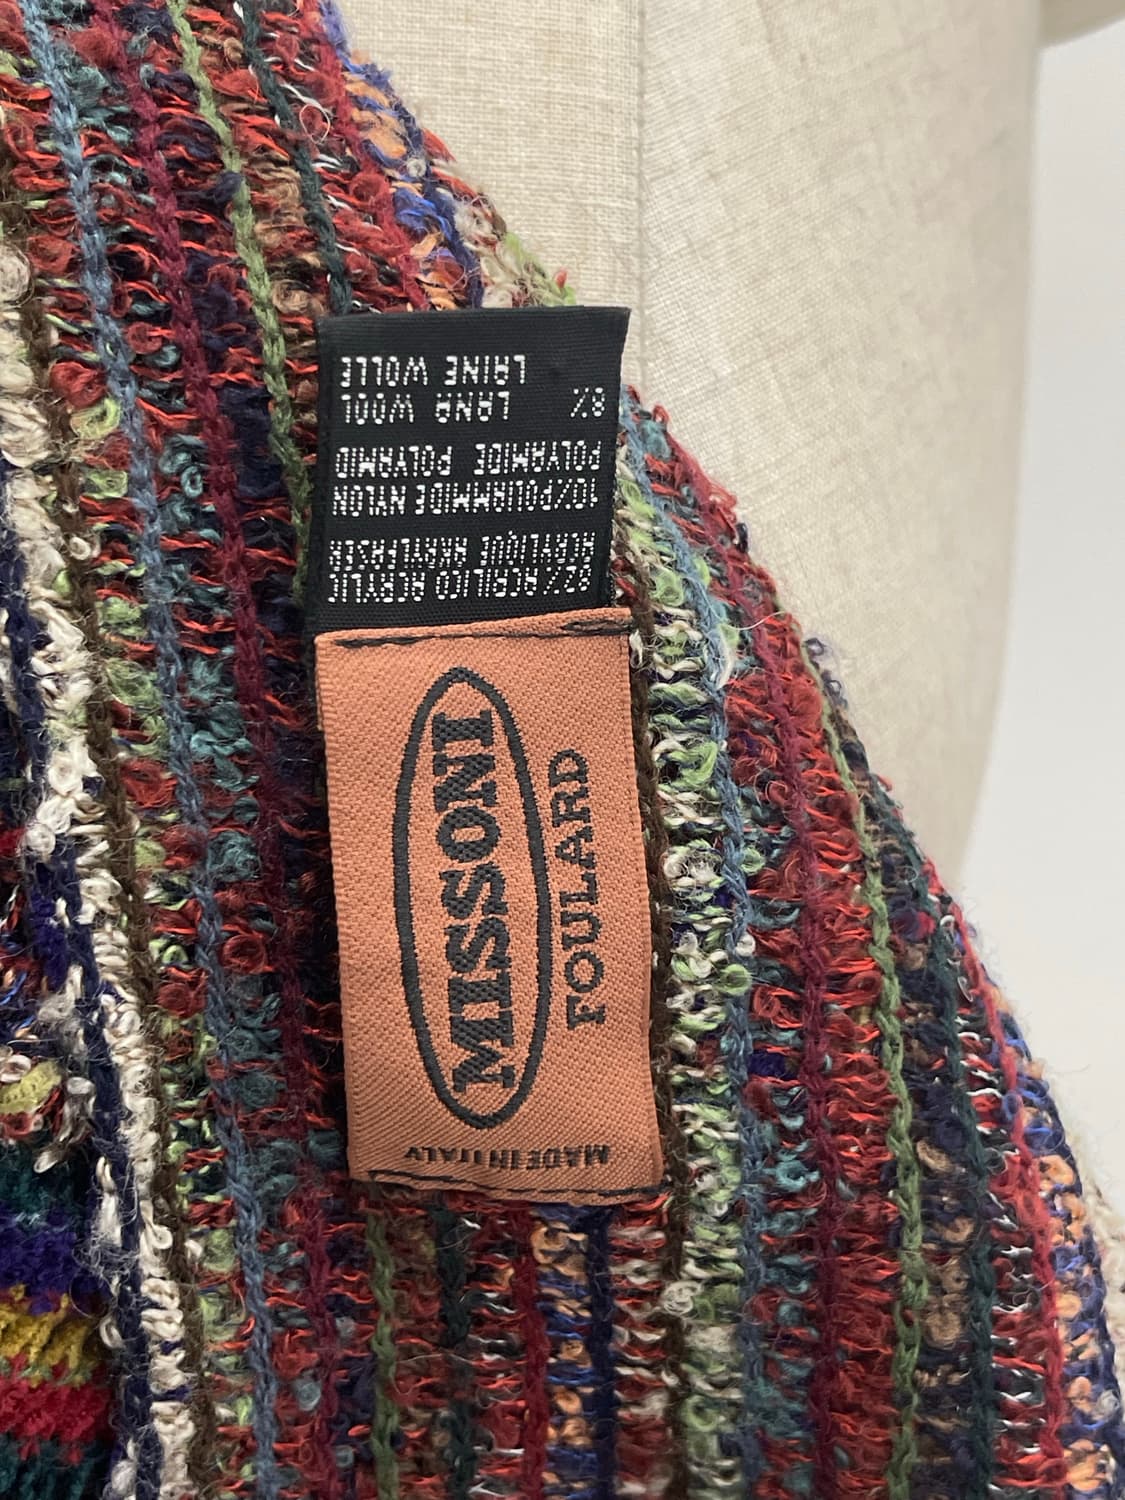 82% ACRILICO ACRYLIC
ACRYLIQUE AKRYLFASER
10%POLIAMMIDE NYLON
POLYAMIDE POLYAMID
8% LANA WOOL
LAINE WOLLE
MISSONI
FOULARD
MADE IN ITALY